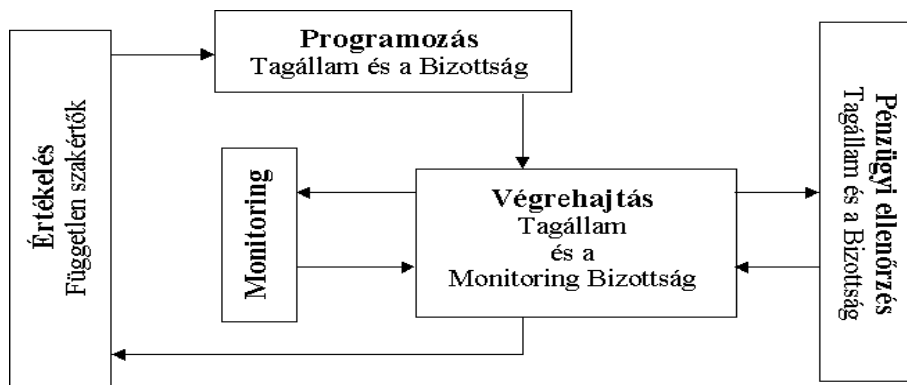 Programozás
Tagállam és a Bizottság
Értékelés
Független szakértők
Monitoring
Végrehajtás
Tagállam
és a
Monitoring Bizottság
Pénzügyi ellenőrzés
Tagállam és a Bizottság